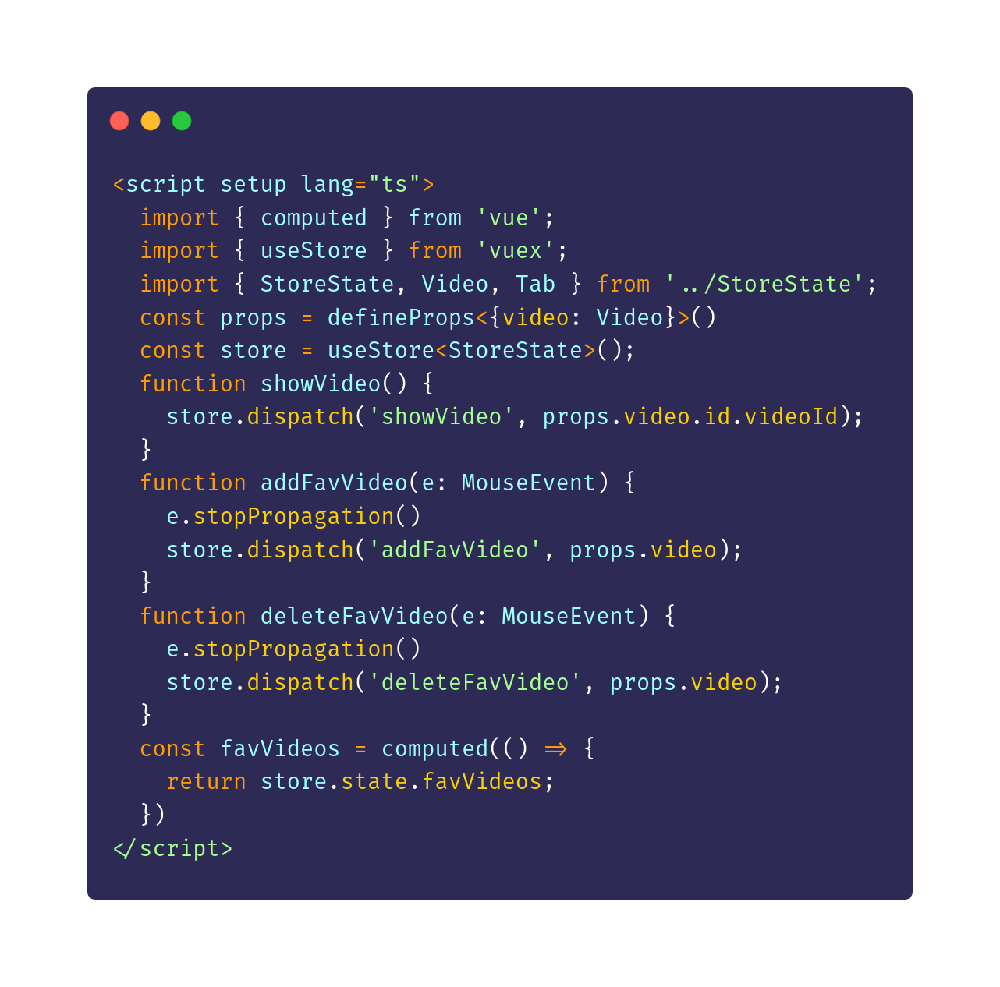 <script setup lang="ts">
  import { computed } from 'vue';
  import { useStore } from 'vuex';
  import { StoreState, Video, Tab } from '../StoreState';
  const props = defineProps<{video: Video}>()
  const store = useStore<StoreState>();
  function showVideo() {
    store.dispatch('showVideo', props.video.id.videoId);
  }
  function addFavVideo(e: MouseEvent) {
    e.stopPropagation()
    store.dispatch('addFavVideo', props.video);
  }
  function deleteFavVideo(e: MouseEvent) {
    e.stopPropagation()
    store.dispatch('deleteFavVideo', props.video);
  }
  const favVideos = computed(() => {
    return store.state.favVideos;
  })
</script>